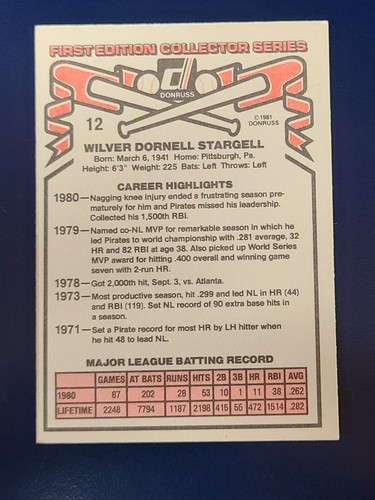 FIRST EDITION COLLECTOR SERIES
d
DONRUSS
12
©1981
DONRUSS
WILVER DORNELL STARGELL
Born: March 6, 1941 Home: Pittsburgh, Pa.
Height: 6'3" Weight: 225 Bats: Left Throws: Left
CAREER HIGHLIGHTS
1980—Nagging knee injury ended a frustrating season pre-
maturely for him and Pirates missed his leadership.
Collected his 1,500th RBI.
1979—Named co-NL MVP for remarkable season in which he
led Pirates to world championship with .281 average, 32
HR and 82 RBI at age 38. Also picked up World Series
MVP award for hitting .400 overall and winning game
seven with 2-run HR.
1978—Got 2,000th hit, Sept. 3, vs. Atlanta.
1973—Most productive season, hit .299 and led NL in HR (44)
and RBI (119). Set NL record of 90 extra base hits in
a season.
1971—Set a Pirate record for most HR by LH hitter when
he hit 48 to lead NL.
MAJOR LEAGUE BATTING RECORD
GAMES AT BATS RUNS HITS 2B 3B HR RBI AVG
1980 67 202 28 53 10 1 11 38 .262
LIFETIME 2248 7794 1187 2198 415 55 472 1514 .282